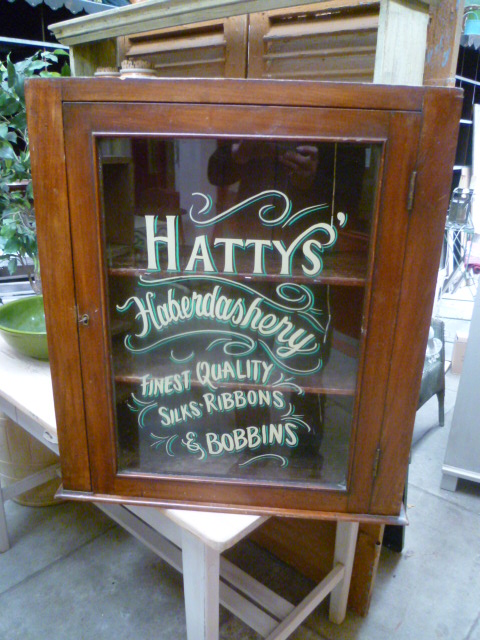 HATTYS'
Haberdashery
FINEST QUALITY
SILKS·RIBBONS
& BOBBINS